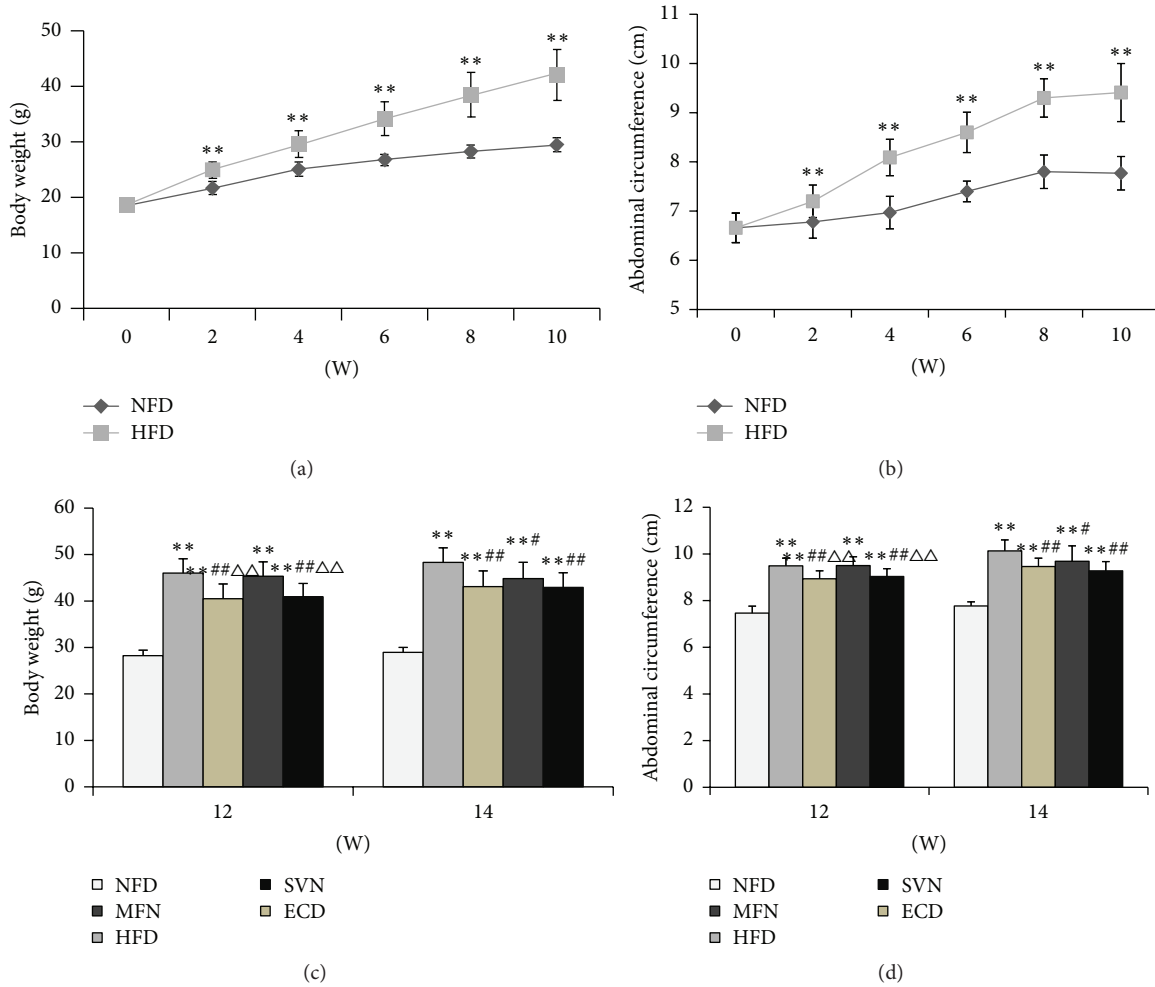 50
40
30
20
10
0
Body weight (g)
** ** ** ** **
0 2 4 6 8 10
(W)
NFD
HFD
(a)
11
10
9
8
7
6
5
Abdominal circumference (cm)
** ** ** ** **
0 2 4 6 8 10
(W)
NFD
HFD
(b)
60
50
40
30
20
10
0
Body weight (g)
** **##△△ ** **##△△ ** **##  **# **##
12 14
(W)
NFD SVN
MFN ECD
HFD
(c)
12
10
8
6
4
2
0
Abdominal circumference (cm)
** **##△△ ** **##△△ ** **## **# **##
12 14
(W)
NFD SVN
MFN ECD
HFD
(d)